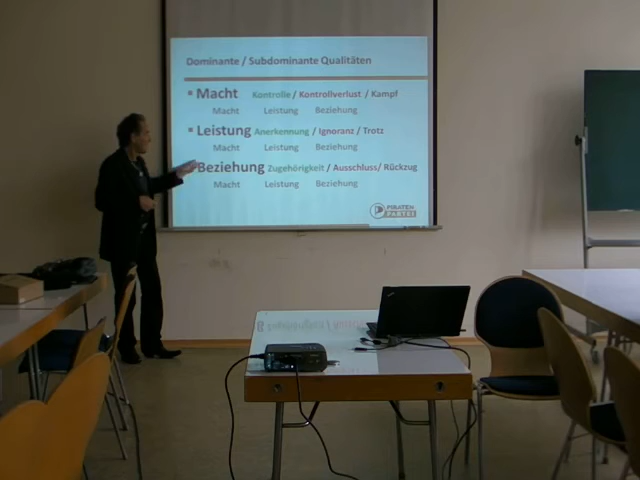 Dominante / Subdominante Qualitäten
Macht Kontrolle / Kontrollverlust / Kampf
Macht Leistung Beziehung
Leistung Anerkennung / Ignoranz / Trotz
Macht Leistung Beziehung
Beziehung Zugehörigkeit / Ausschluss/ Rückzug
Macht Leistung Beziehung
PIRATEN
PARTEI